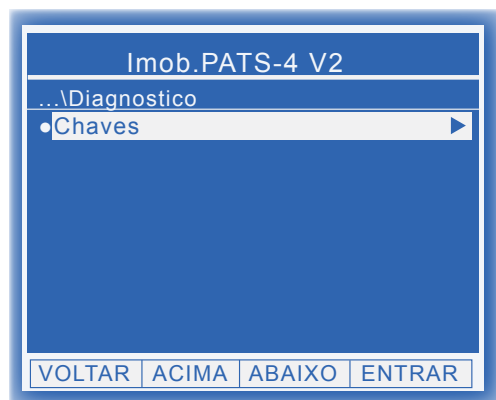 Imob.PATS-4 V2
...\Diagnostico
●Chaves ▶
VOLTAR ACIMA ABAIXO ENTRAR